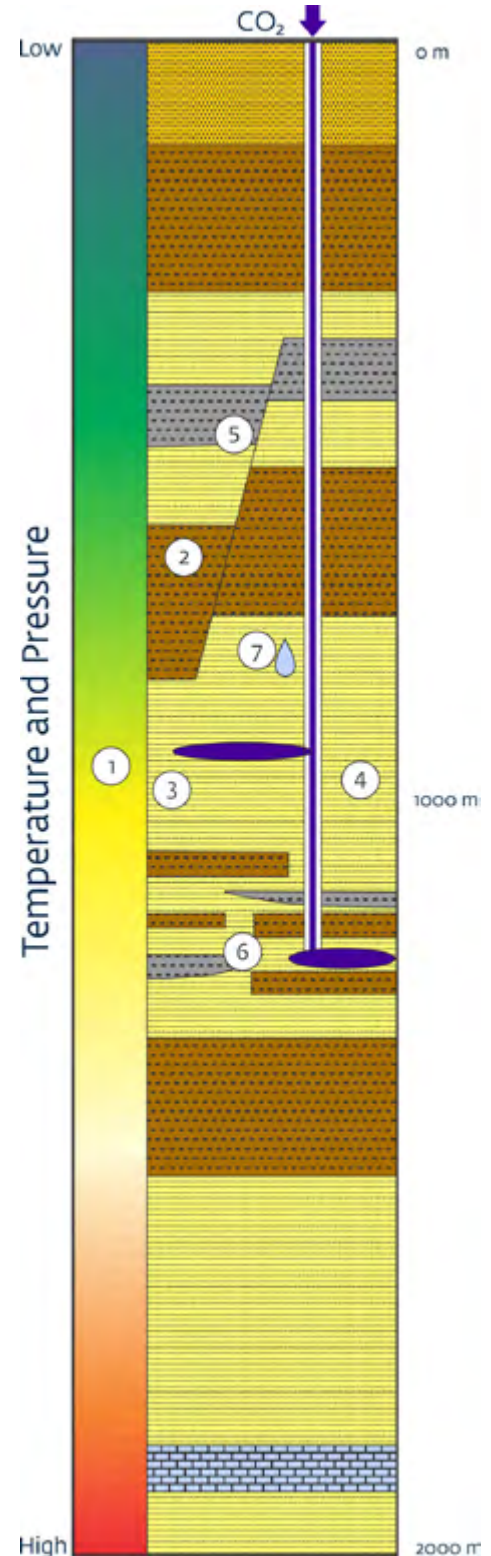 CO₂
Low
0 m
5
2
7
Temperature and Pressure
1
3
4
1000 m
6
High
2000 m